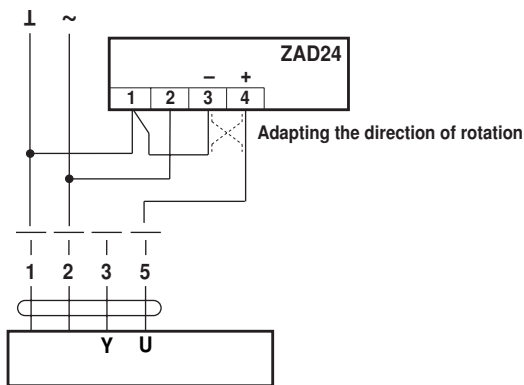 ⊥ ~
ZAD24
– +
1 2 3 4
Adapting the direction of rotation
1 2 3 5
Y U